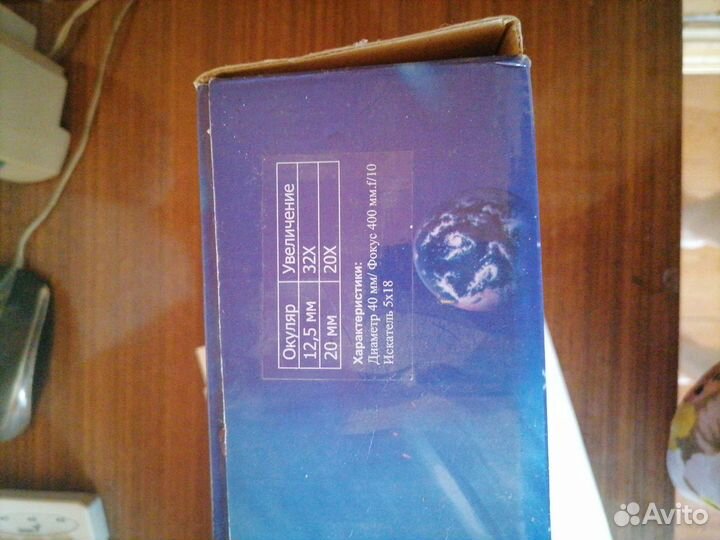 Окуляр Увеличение
12,5 мм 32X
20 мм 20X
Характеристики:
Диаметр 40 мм/ Фокус 400 мм.f/10
Искатель 5x18
Avito